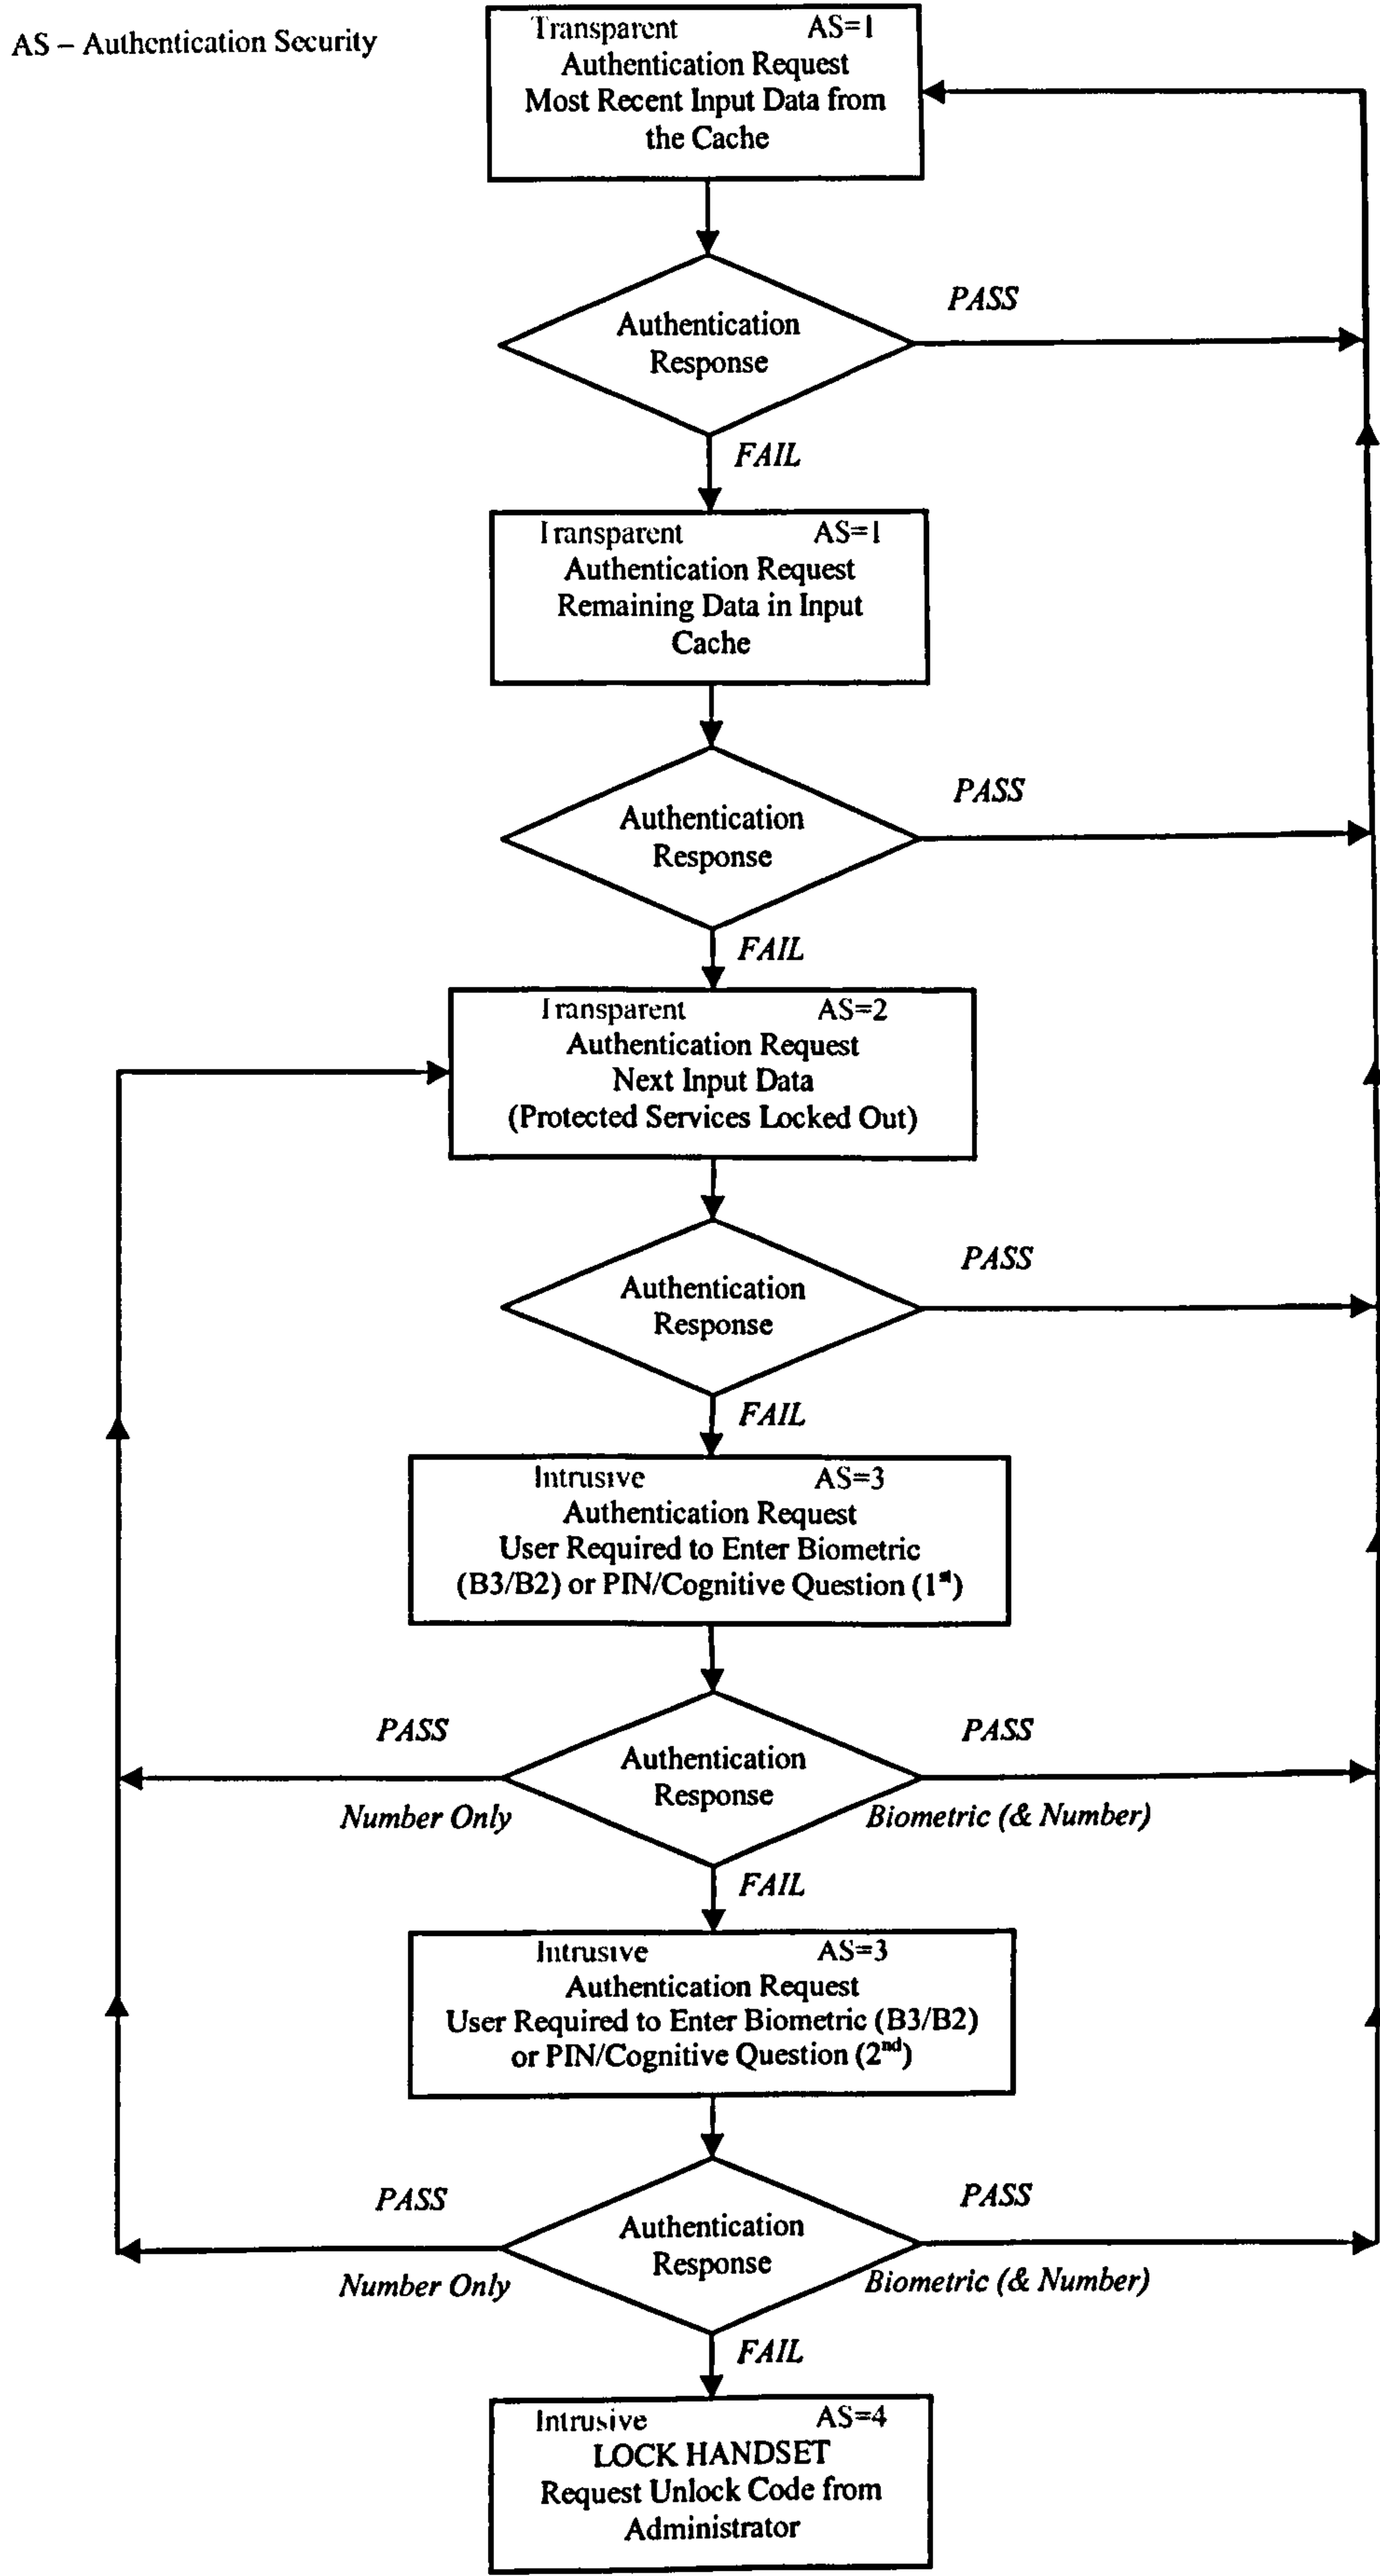 AS – Authentication Security
Transparent AS=1
Authentication Request
Most Recent Input Data from
the Cache
Authentication
Response
PASS
FAIL
Transparent AS=1
Authentication Request
Remaining Data in Input
Cache
Authentication
Response
PASS
FAIL
Transparent AS=2
Authentication Request
Next Input Data
(Protected Services Locked Out)
Authentication
Response
PASS
FAIL
Intrusive AS=3
Authentication Request
User Required to Enter Biometric
(B3/B2) or PIN/Cognitive Question (1st)
PASS
Number Only
Authentication
Response
PASS
Biometric (& Number)
FAIL
Intrusive AS=3
Authentication Request
User Required to Enter Biometric (B3/B2)
or PIN/Cognitive Question (2nd)
PASS
Number Only
Authentication
Response
PASS
Biometric (& Number)
FAIL
Intrusive AS=4
LOCK HANDSET
Request Unlock Code from
Administrator